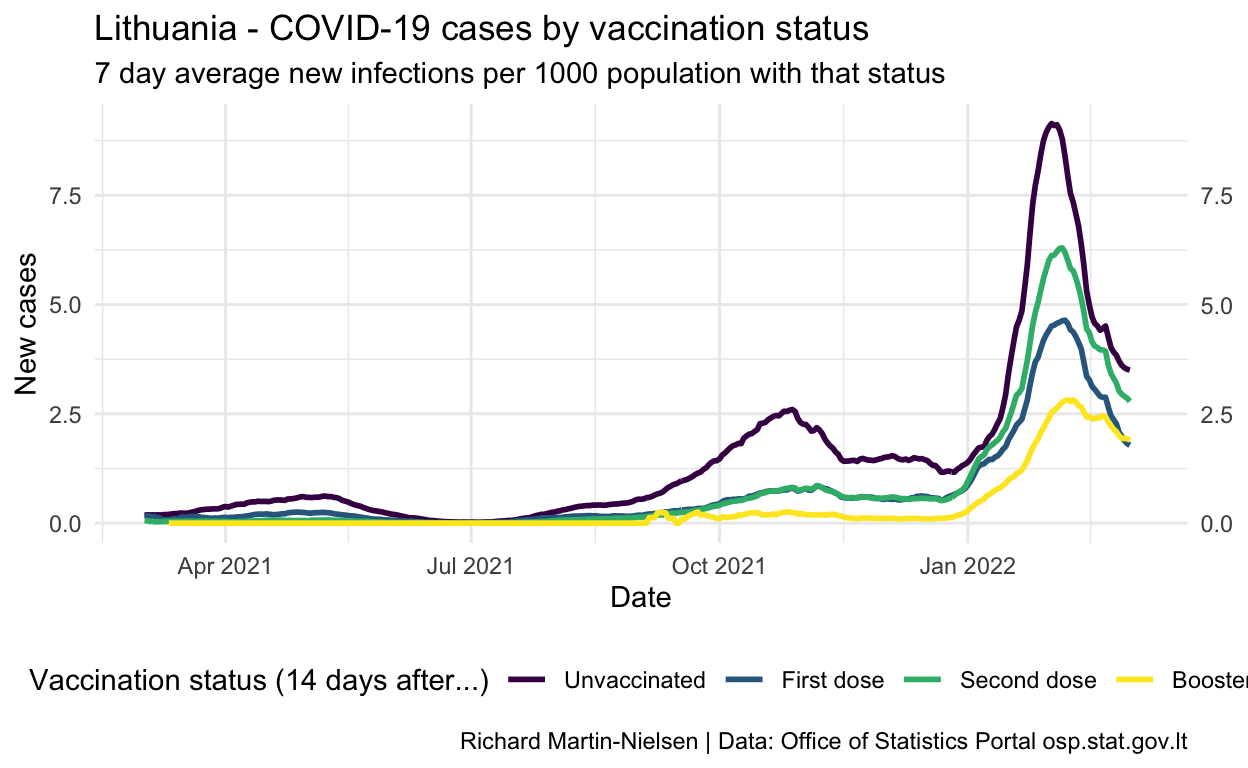 Lithuania - COVID-19 cases by vaccination status
7 day average new infections per 1000 population with that status
7.5 7.5
5.0 5.0
2.5 2.5
0.0 0.0
New cases
Apr 2021 Jul 2021 Oct 2021 Jan 2022
Date
Vaccination status (14 days after...) Unvaccinated First dose Second dose Booster
Richard Martin-Nielsen | Data: Office of Statistics Portal osp.stat.gov.lt